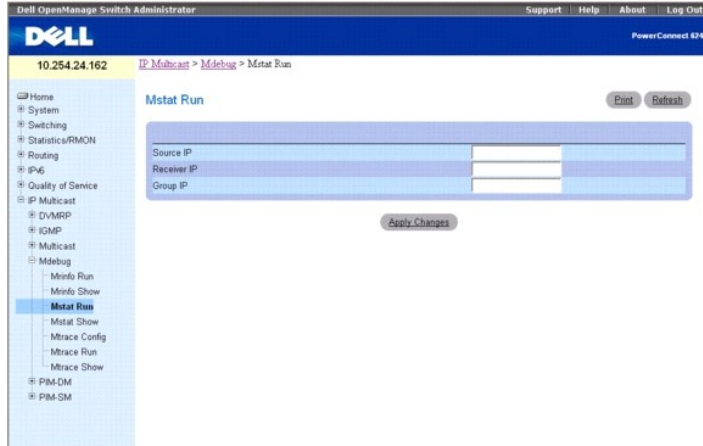 Dell OpenManage Switch Administrator
Support Help About Log Out
DELL
PowerConnect 624
10.254.24.162
IP Multicast > Mdebug > Mstat Run
Home
System
Switching
Statistics/RMON
Routing
IPv6
Quality of Service
IP Multicast
DVMRP
IGMP
Multicast
Mdebug
Mrinfo Run
Mrinfo Show
Mstat Run
Mstat Show
Mtrace Config
Mtrace Run
Mtrace Show
PIM-DM
PIM-SM
Mstat Run
Print Refresh
Source IP
Receiver IP
Group IP
Apply Changes